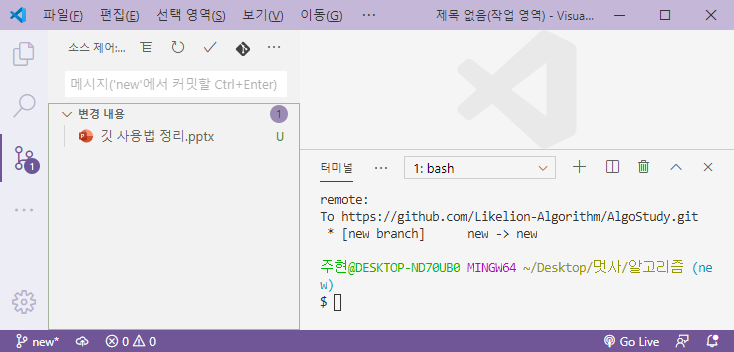 파일(F) 편집(E) 선택 영역(S) 보기(V) 이동(G) ··· 제목 없음(작업 영역) - Visua...
소스 제어:... ···
메시지('new'에서 커밋할 Ctrl+Enter)
변경 내용 1
깃 사용법 정리.pptx U
1
터미널 ··· 1: bash
remote:
To https://github.com/Likelion-Algorithm/AlgoStudy.git
* [new branch] new -> new
주현@DESKTOP-ND70UB0 MINGW64 ~/Desktop/멋사/알고리즘 (ne
w)
$
new* 0 0 Go Live